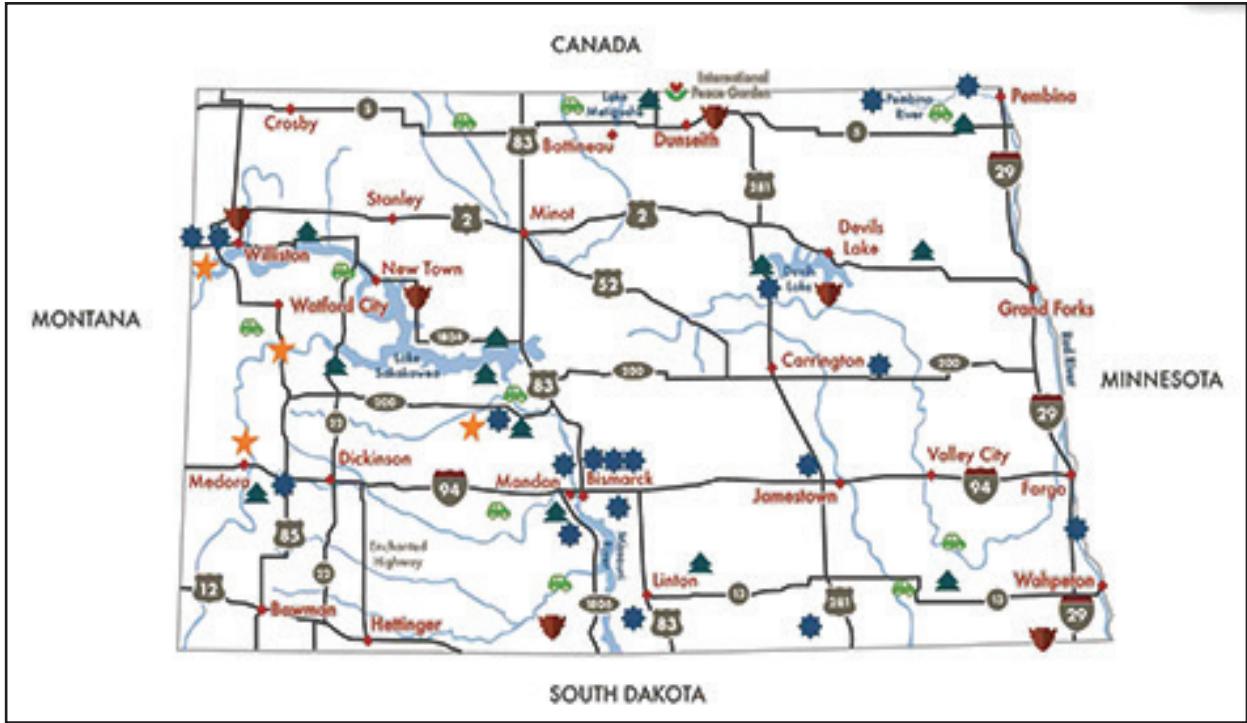 CANADA
International
Peace Garden
Lake
Metigoshe
Pembina
River
Pembina
Crosby
5
83
Bottineau
Dunseith
5
29
281
Stanley
2
Minot
2
Devils
Lake
Williston
New Town
52
Devils
Lake
Grand Forks
Watford City
MONTANA
1804
Red River
Lake
Sakakawea
83
200
Carrington
200
MINNESOTA
200
22
29
Medora
Dickinson
94
Mandan
Bismarck
Jamestown
Valley City
94
Fargo
85
Enchanted
Highway
Missouri
River
12
22
Linton
13
281
13
Wahpeton
Bowman
1806
29
Hettinger
83
SOUTH DAKOTA